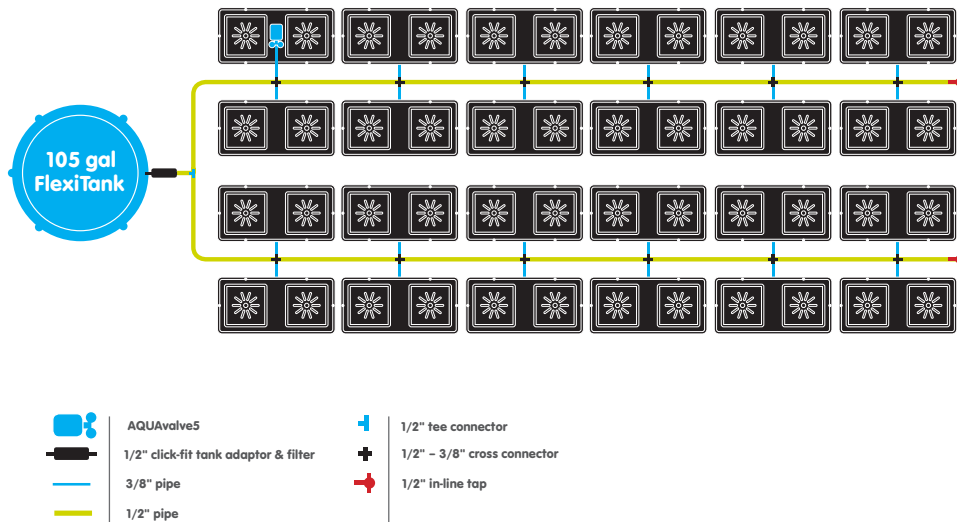 105 gal
FlexiTank
AQUAvalve5
1/2" click-fit tank adaptor & filter
3/8" pipe
1/2" pipe
1/2" tee connector
1/2" – 3/8" cross connector
1/2" in-line tap